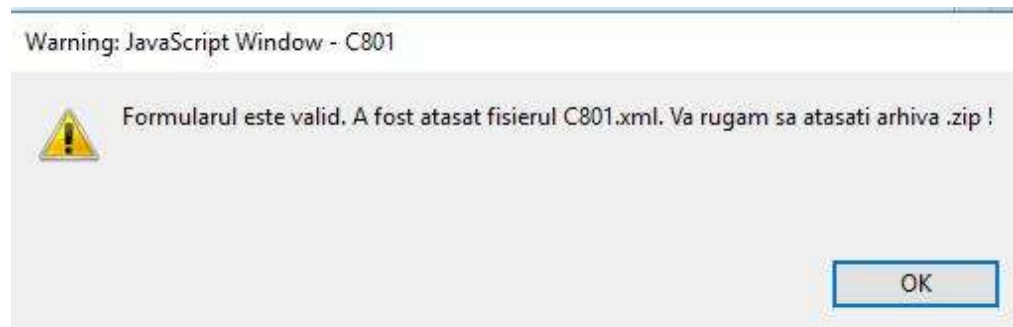 Warning: JavaScript Window - C801
Formularul este valid. A fost atasat fisierul C801.xml. Va rugam sa atasati arhiva .zip !
OK